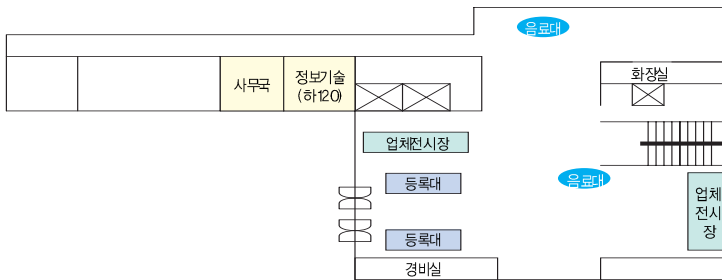 음료대
화장실
사무국
정보기술
(하120)
업체전시장
등록대
음료대
업체
전시
장
등록대
경비실